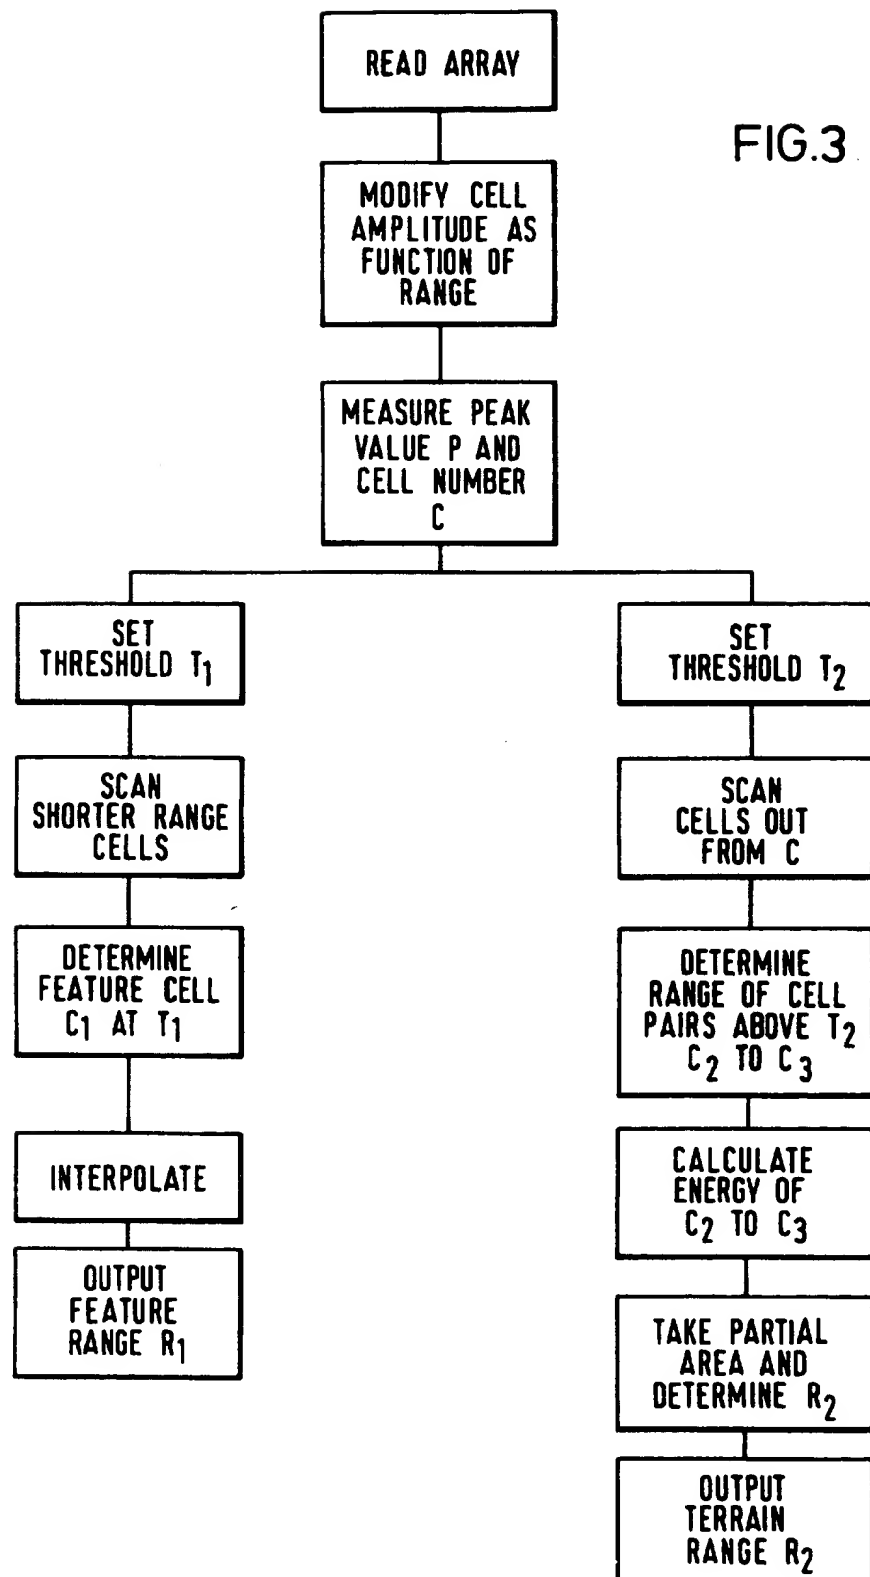 READ ARRAY
FIG.3
MODIFY CELL
AMPLITUDE AS
FUNCTION OF
RANGE
MEASURE PEAK
VALUE P AND
CELL NUMBER
C
SET
THRESHOLD T1
SCAN
SHORTER RANGE
CELLS
DETERMINE
FEATURE CELL
C1 AT T1
INTERPOLATE
OUTPUT
FEATURE
RANGE R1
SET
THRESHOLD T2
SCAN
CELLS OUT
FROM C
DETERMINE
RANGE OF CELL
PAIRS ABOVE T2
C2 TO C3
CALCULATE
ENERGY OF
C2 TO C3
TAKE PARTIAL
AREA AND
DETERMINE R2
OUTPUT
TERRAIN
RANGE R2